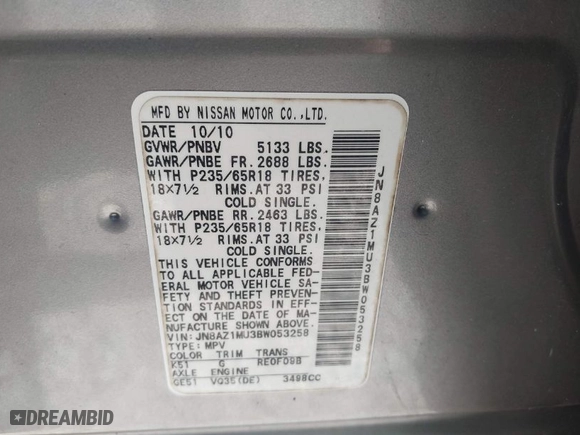 MFD BY NISSAN MOTOR CO.,LTD.
DATE 10/10
GVWR/PNBV 5133 LBS.
GAWR/PNBE FR. 2688 LBS.
WITH P235/65R18 TIRES,
18×7½ RIMS.AT 33 PSI
COLD SINGLE.
GAWR/PNBE RR. 2463 LBS.
WITH P235/65R18 TIRES,
18×7½ RIMS.AT 33 PSI
COLD SINGLE.
THIS VEHICLE CONFORMS
TO ALL APPLICABLE FED-
ERAL MOTOR VEHICLE SA-
FETY AND THEFT PREVEN-
TION STANDARDS IN EFF-
ECT ON THE DATE OF MA-
NUFACTURE SHOWN ABOVE.
JN8AZ1MU3BW053258
TYPE: MPV
COLOR TRIM TRANS
K51 G RE0F09B
AXLE ENGINE
GE51 VQ35(DE) 3498CC
JN8AZ1MU3BW053258
DREAMBID